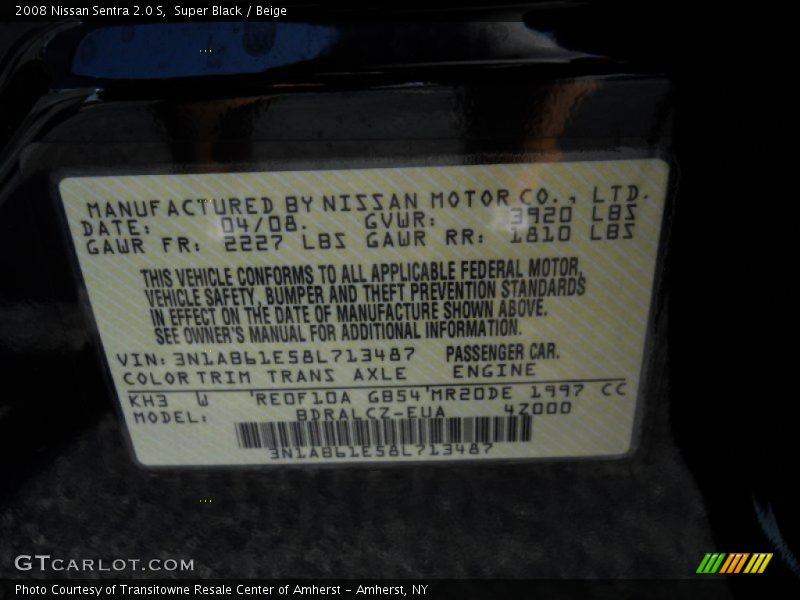 2008 Nissan Sentra 2.0 S, Super Black / Beige
MANUFACTURED BY NISSAN MOTOR CO., LTD.
DATE: 04/08. GVWR: 3920 LBS
GAWR FR: 2227 LBS GAWR RR: 1810 LBS
THIS VEHICLE CONFORMS TO ALL APPLICABLE FEDERAL MOTOR,
VEHICLE SAFETY, BUMPER AND THEFT PREVENTION STANDARDS
IN EFFECT ON THE DATE OF MANUFACTURE SHOWN ABOVE.
SEE OWNER'S MANUAL FOR ADDITIONAL INFORMATION.
VIN: 3N1AB61E58L713487 PASSENGER CAR.
COLOR TRIM TRANS AXLE ENGINE
KH3 W 'RE0F10A GB54'MR20DE 1997 CC
MODEL: BDRALCZ-EUA 4Z000
3N1AB61E58L713487
GTCARLOT.COM
Photo Courtesy of Transitowne Resale Center of Amherst - Amherst, NY